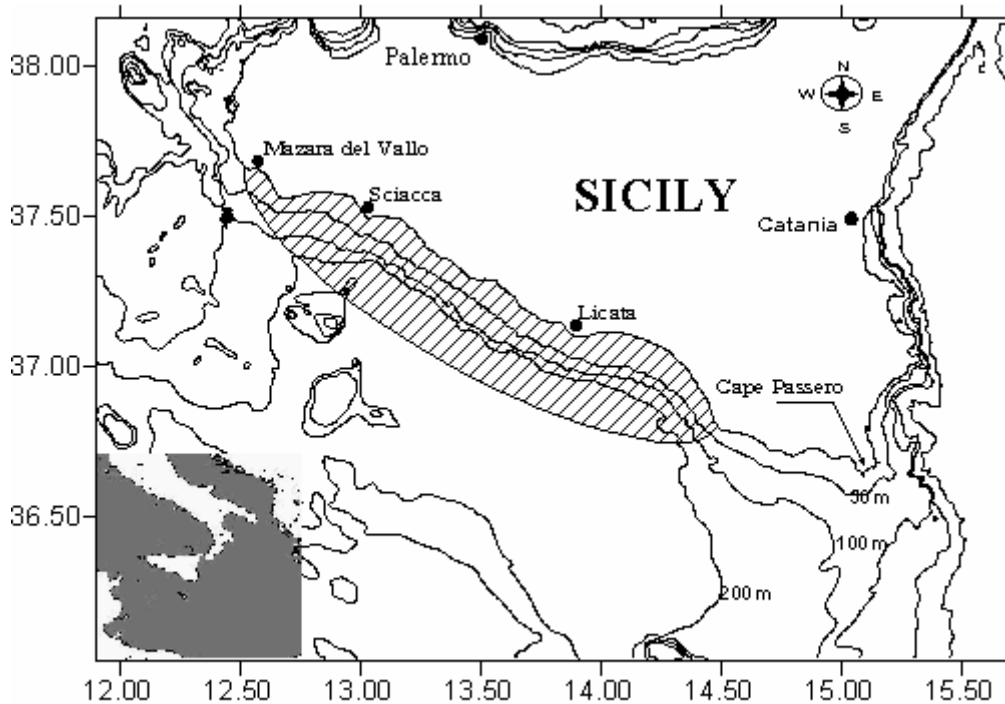 38.00
Palermo
N
W E
S
Mazara del Vallo
Sciacca
SICILY
37.50
Catania
Licata
37.00
Cape Passero
50 m
36.50
100 m
200 m
12.00 12.50 13.00 13.50 14.00 14.50 15.00 15.50